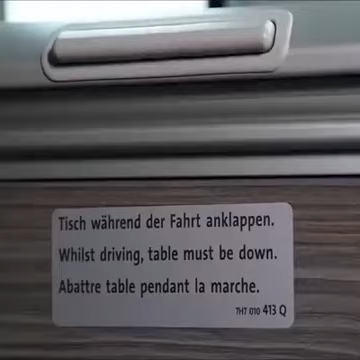 Tisch während der Fahrt anklappen.
Whilst driving, table must be down.
Abattre table pendant la marche.
7H7 010 413 Q